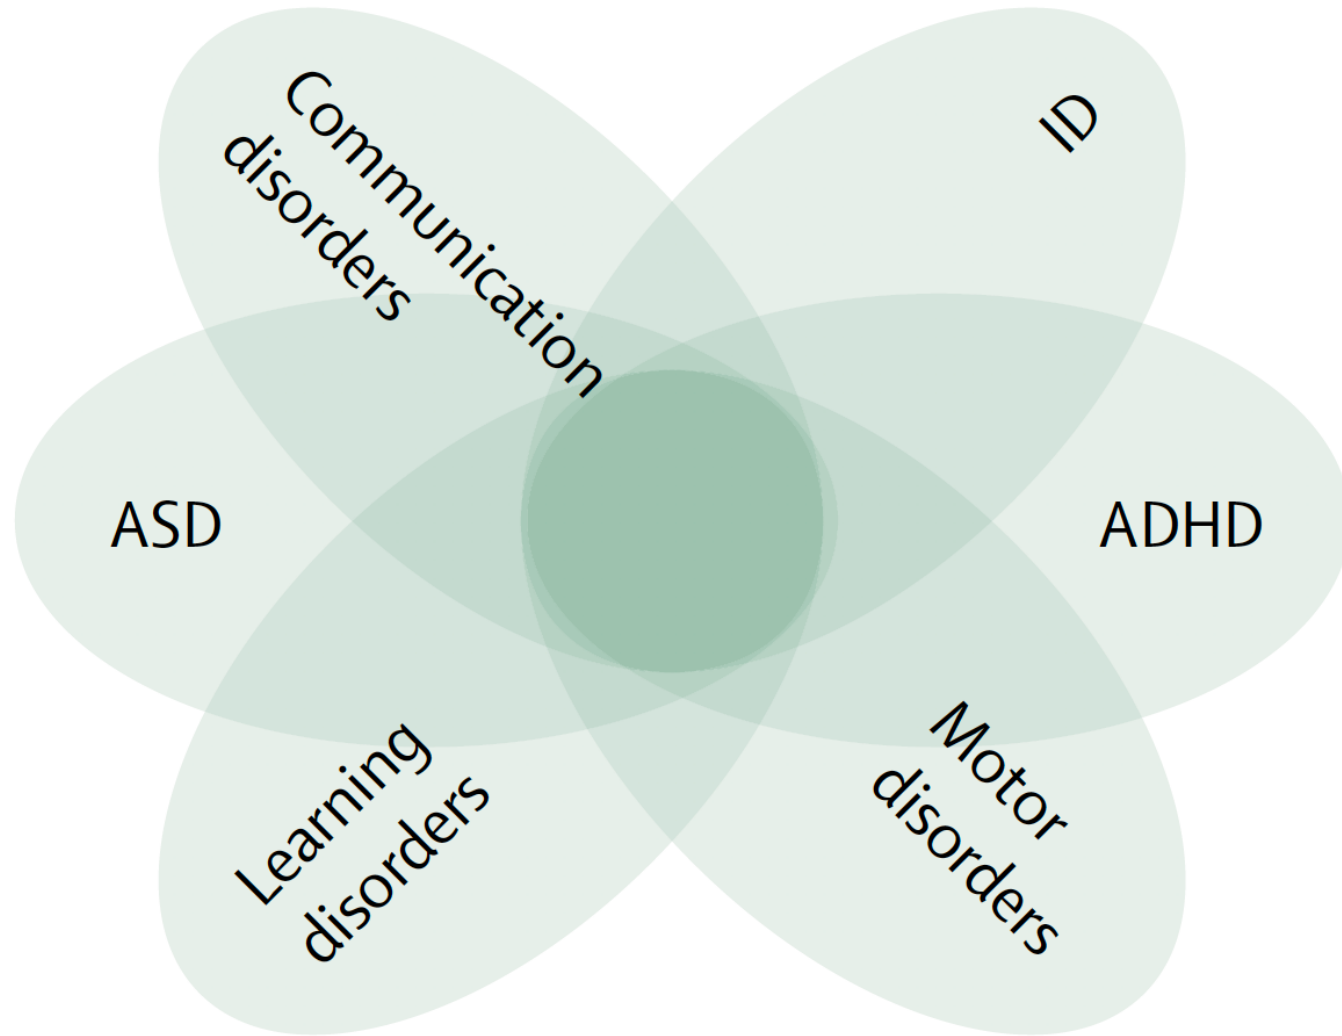 Communication
disorders
ID
ASD
ADHD
Learning
disorders
Motor
disorders